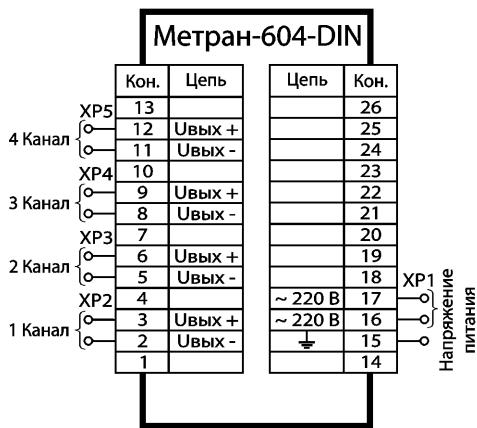 Метран-604-DIN
Кон. Цепь Цепь Кон.
XP5 13 26
4 Канал 12 Uвых + 25
11 Uвых - 24
XP4 10 23
3 Канал 9 Uвых + 22
8 Uвых - 21
XP3 7 20
2 Канал 6 Uвых + 19
5 Uвых - 18 XP1
XP2 4 ~ 220 В 17
1 Канал 3 Uвых + ~ 220 В 16
2 Uвых - 15
1 14
Напряжение
питания